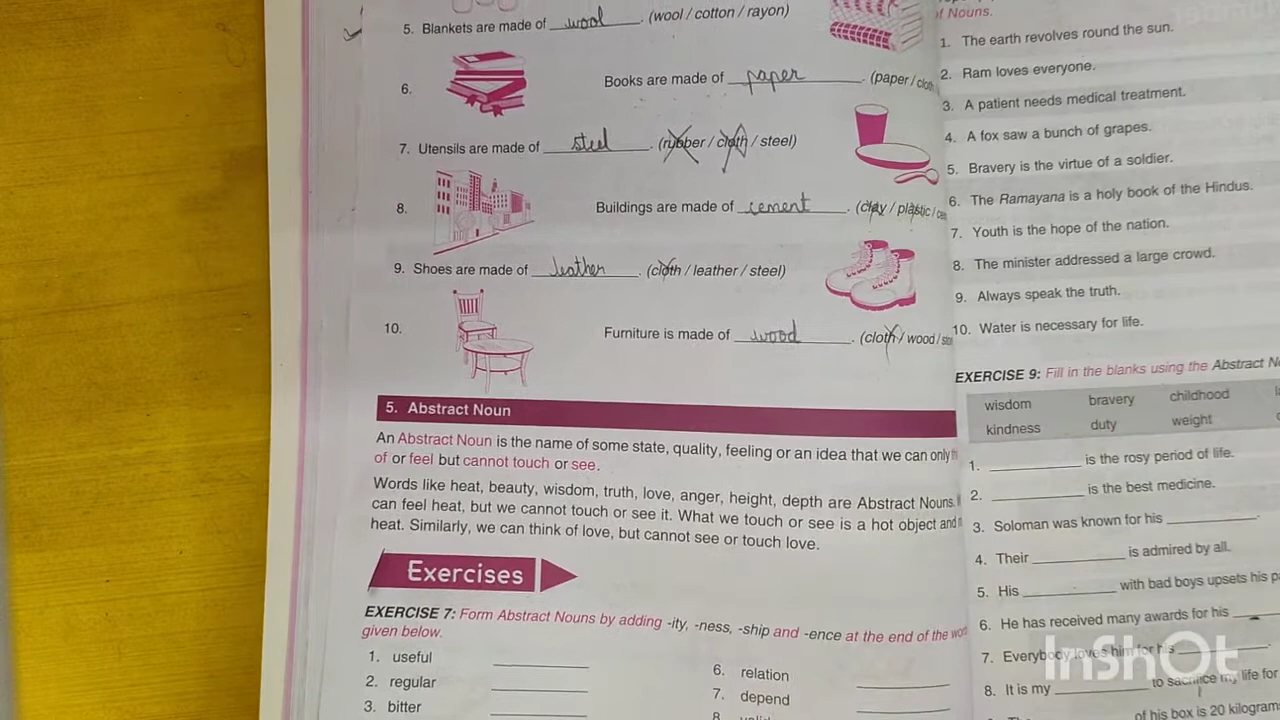 5. Blankets are made of wool. (wool / cotton / rayon)
6. Books are made of paper. (paper / cloth
7. Utensils are made of steel. (rubber / cloth / steel)
8. Buildings are made of cement. (clay / plastic /
9. Shoes are made of leather. (cloth / leather / steel)
10. Furniture is made of wood. (cloth / wood /
5. Abstract Noun
An Abstract Noun is the name of some state, quality, feeling or an idea that we can only
of or feel but cannot touch or see.
Words like heat, beauty, wisdom, truth, love, anger, height, depth are Abstract Nouns.
can feel heat, but we cannot touch or see it. What we touch or see is a hot object and
heat. Similarly, we can think of love, but cannot see or touch love.
Exercises
EXERCISE 7: Form Abstract Nouns by adding -ity, -ness, -ship and -ence at the end of the
given below.
1. useful ________
2. regular ________
3. bitter ________
6. relation ________
7. depend ________
8.
of Nouns.
1. The earth revolves round the sun.
2. Ram loves everyone.
3. A patient needs medical treatment.
4. A fox saw a bunch of grapes.
5. Bravery is the virtue of a soldier.
6. The Ramayana is a holy book of the Hindus.
7. Youth is the hope of the nation.
8. The minister addressed a large crowd.
9. Always speak the truth.
10. Water is necessary for life.
EXERCISE 9: Fill in the blanks using the Abstract
wisdom bravery childhood
kindness duty weight
1. ________ is the rosy period of life.
2. ________ is the best medicine.
3. Soloman was known for his ________.
4. Their ________ is admired by all.
5. His ________ with bad boys upsets his
6. He has received many awards for his ________
7. Everybody loves him for his ________.
8. It is my ________ to sacrifice my life for
of his box is 20
InShOt